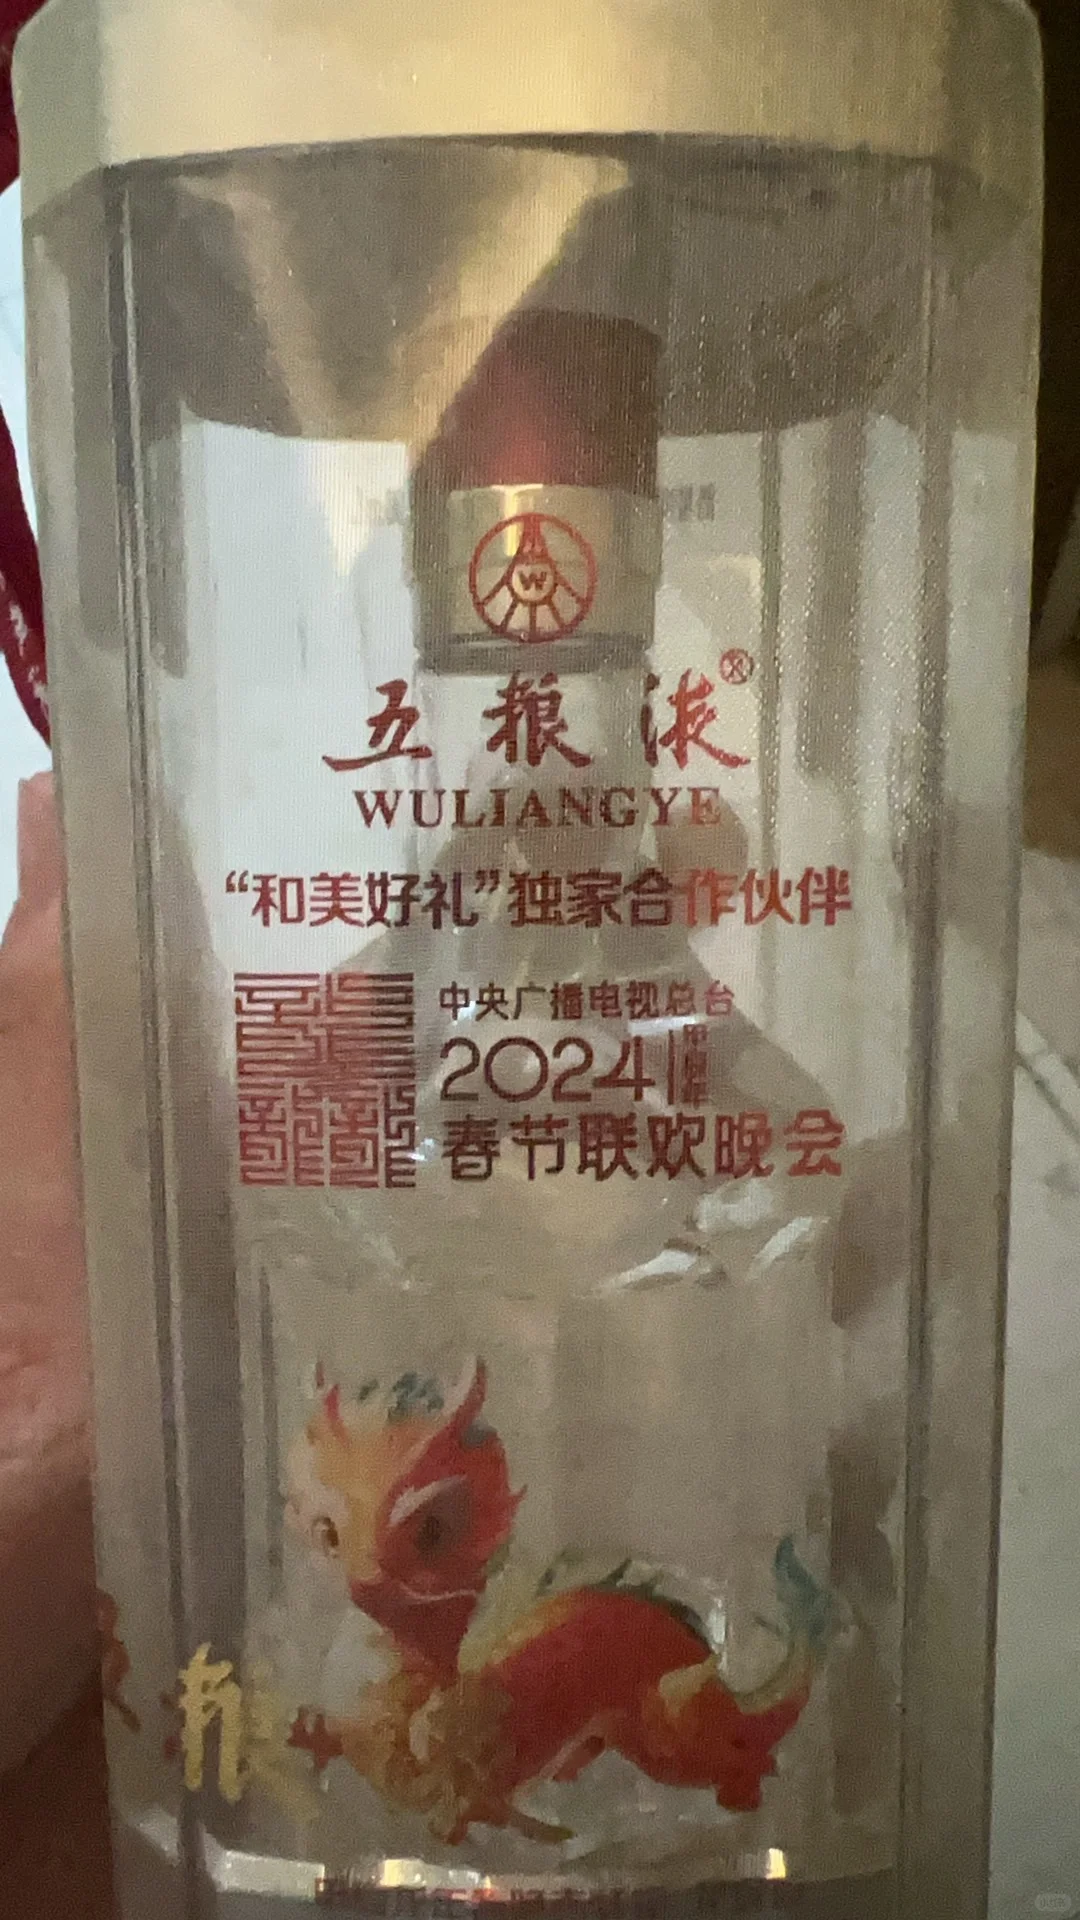 W
五粮液®
WULIANGYE
“和美好礼”独家合作伙伴
中央广播电视总台
2024
春节联欢晚会